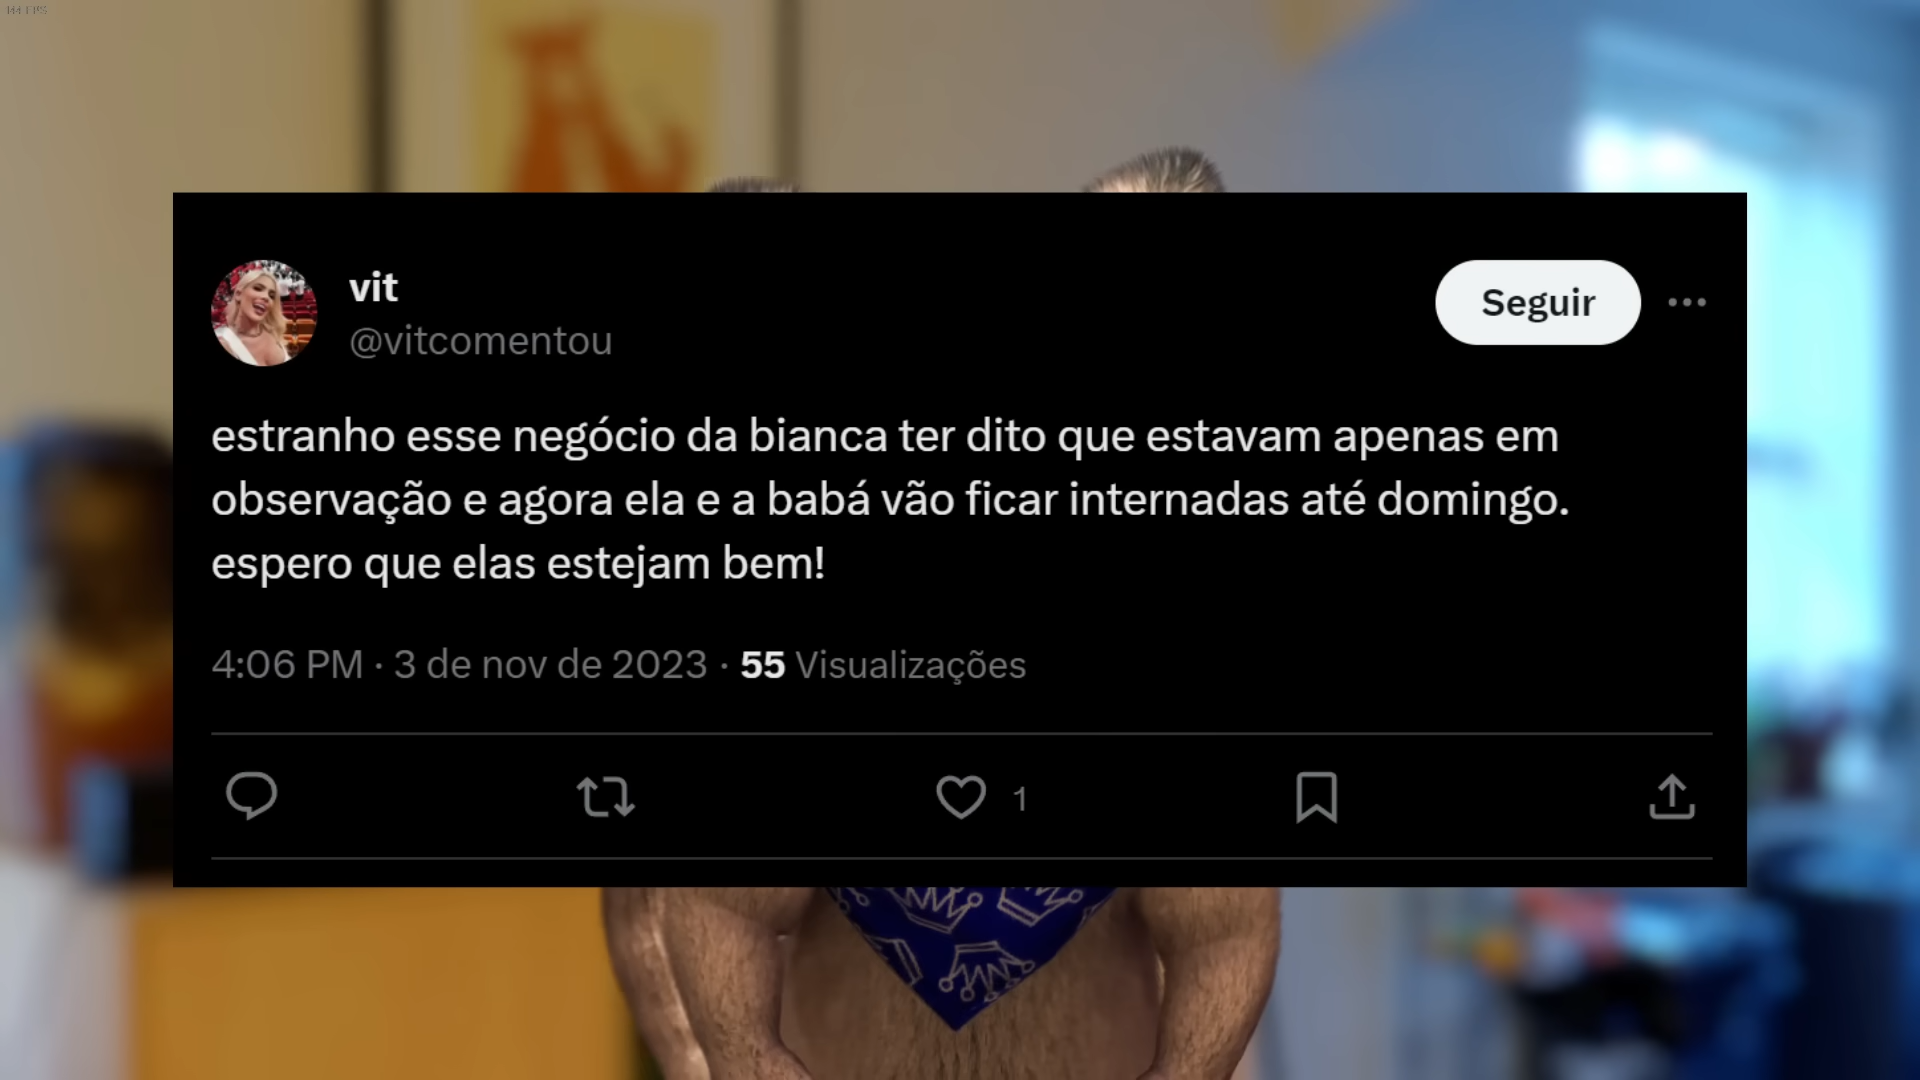 144 FPS
vit
@vitcomentou
Seguir
estranho esse negócio da bianca ter dito que estavam apenas em
observação e agora ela e a babá vão ficar internadas até domingo.
espero que elas estejam bem!
4:06 PM · 3 de nov de 2023 · 55 Visualizações
1